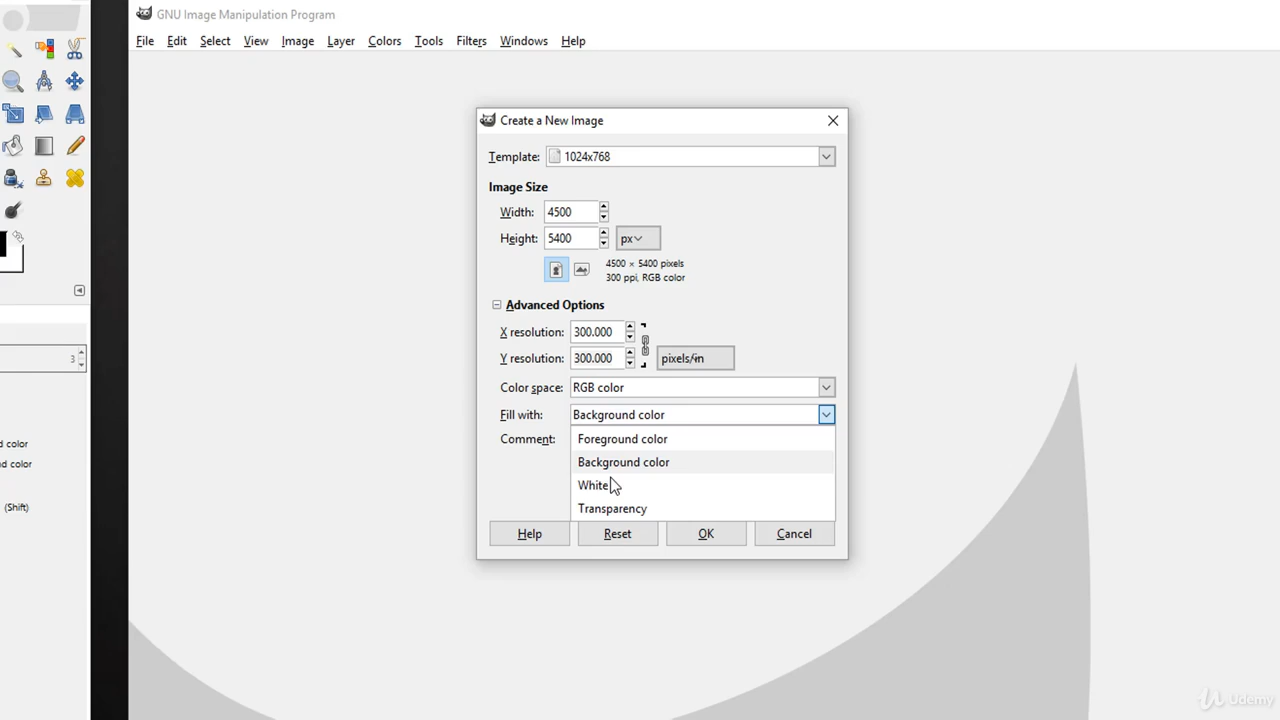 GNU Image Manipulation Program
File Edit Select View Image Layer Colors Tools Filters Windows Help
Create a New Image
Template: 1024x768
Image Size
Width: 4500
Height: 5400 px
4500 × 5400 pixels
300 ppi, RGB color
Advanced Options
X resolution: 300.000
Y resolution: 300.000 pixels/in
Color space: RGB color
Fill with: Background color
Comment:
Foreground color
Background color
White
Transparency
Help Reset OK Cancel
3
or color
or color
(Shift)
Udemy